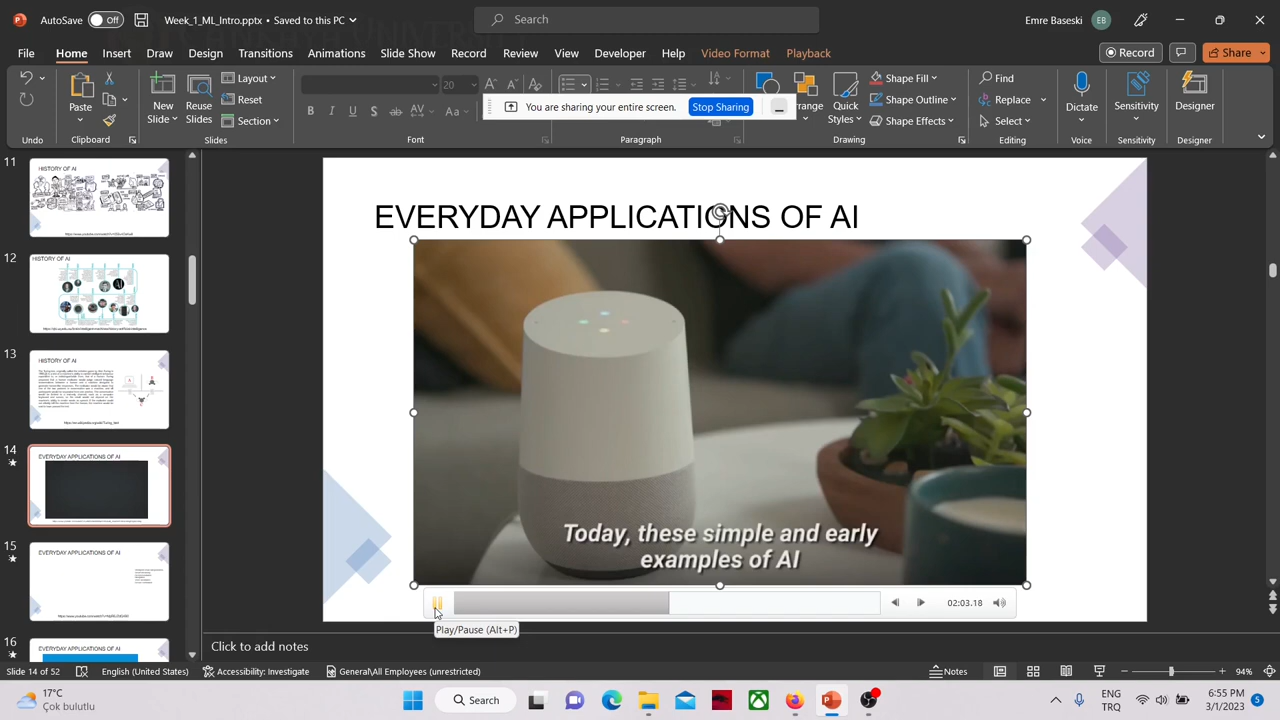 AutoSave Off Week_1_ML_Intro.pptx • Saved to this PC Search Emre Baseski EB
File Home Insert Draw Design Transitions Animations Slide Show Record Review View Developer Help Video Format Playback Record Share
Paste New Slide Reuse Slides Layout Reset Section 20 Aa Quick Styles Shape Fill Shape Outline Shape Effects Find Replace Select Dictate Sensitivity Designer
You are sharing your entire screen. Stop Sharing
Undo Clipboard Slides Font Paragraph Drawing Editing Voice Sensitivity Designer
11
HISTORY OF AI
12
HISTORY OF AI
13
HISTORY OF AI
14
EVERYDAY APPLICATIONS OF AI
15
EVERYDAY APPLICATIONS OF AI
16
EVERYDAY APPLICATIONS OF AI
EVERYDAY APPLICATIONS OF AI
Today, these simple and early
examples of AI
02:03.18
Play/Pause (Alt+P)
Click to add notes
Slide 14 of 52 English (United States) Accessibility: Investigate General\All Employees (unrestricted) Notes 94%
17°C
Çok bulutlu
Search
ENG
TRQ
6:55 PM
3/1/2023
5